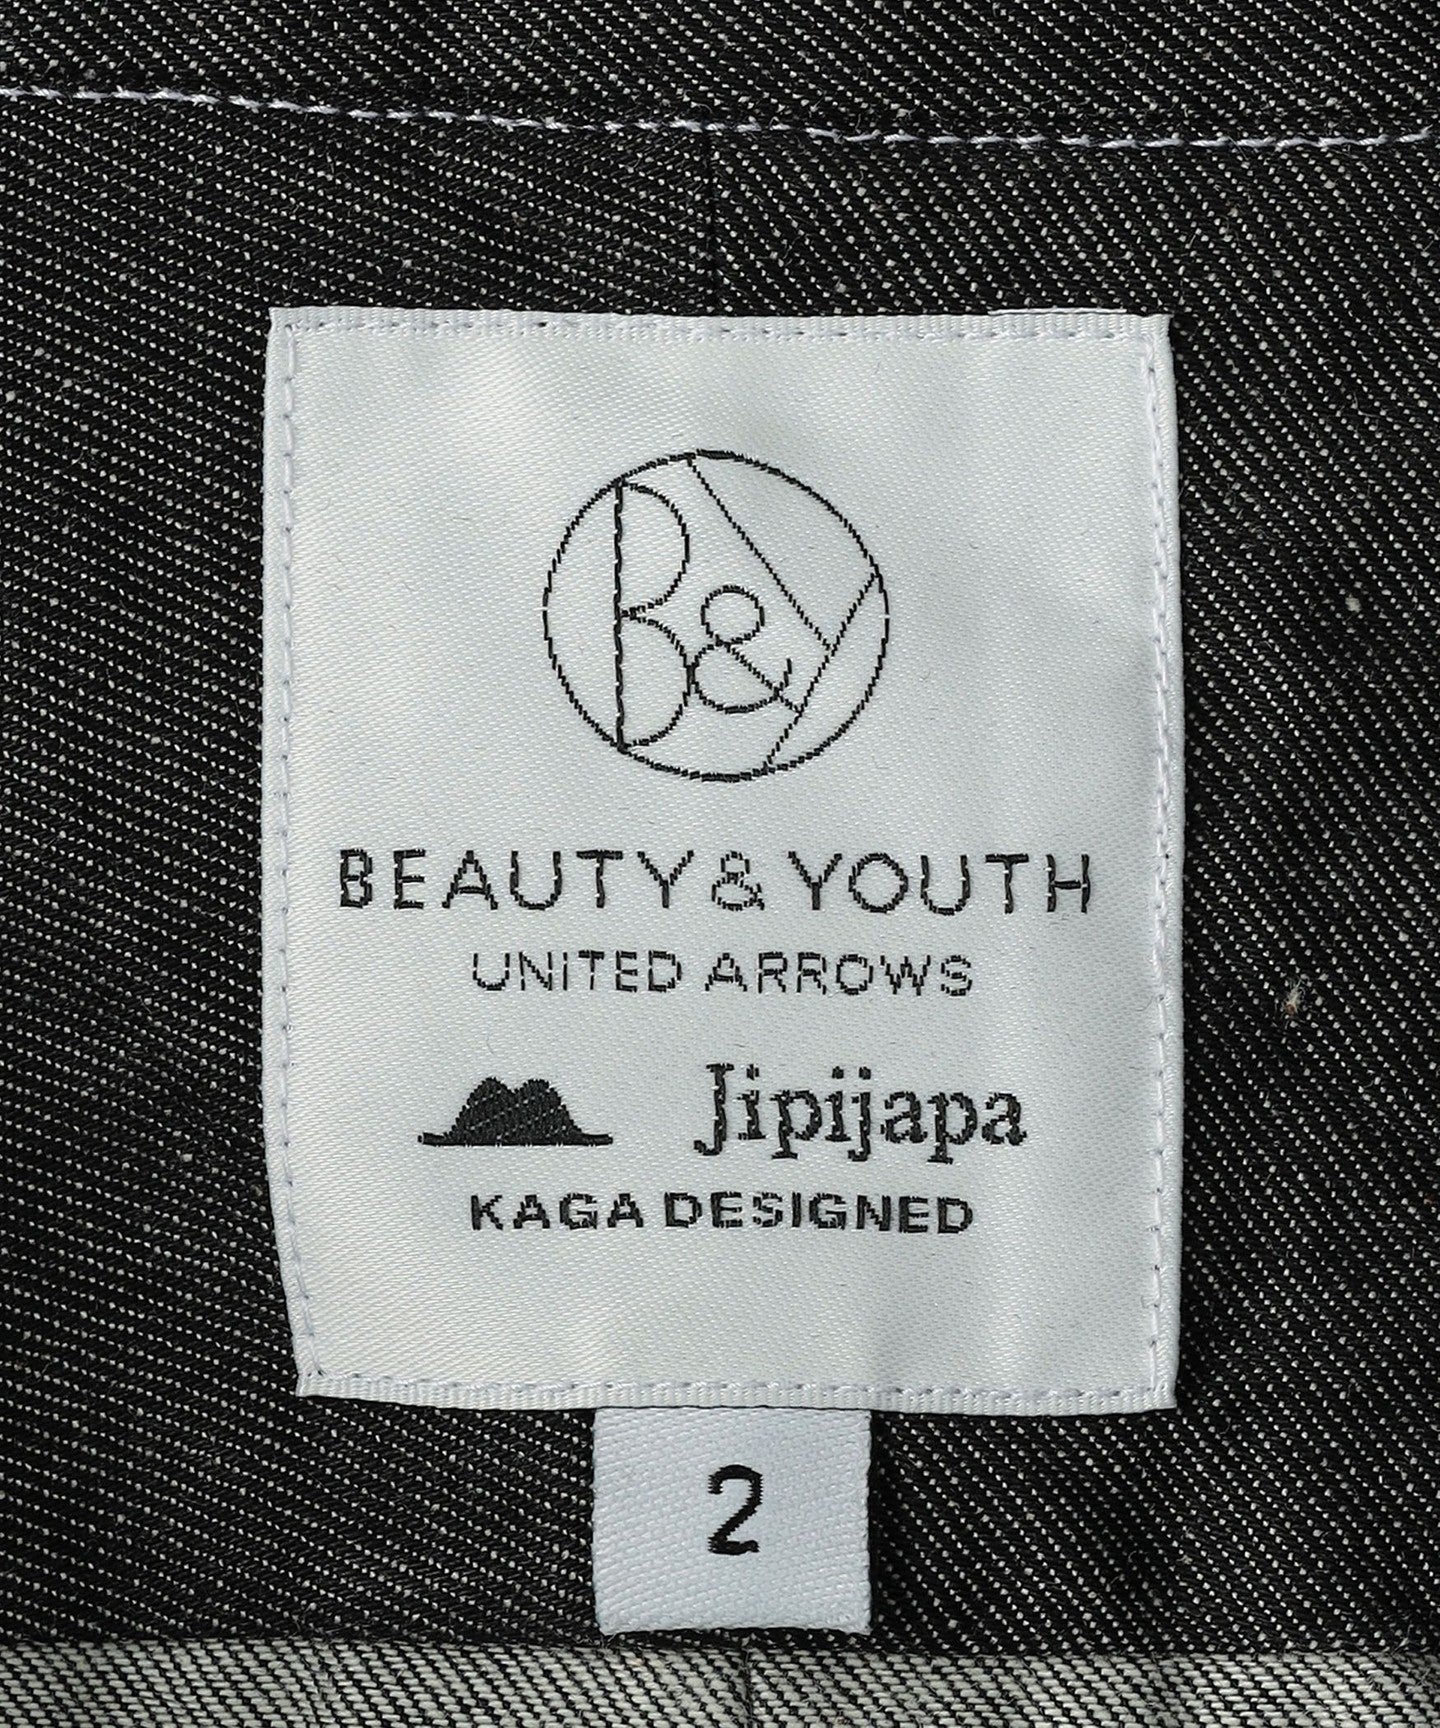 B&Y
BEAUTY & YOUTH
UNiTED ARROWS
Jipijapa
KAGA DESIGNED
2